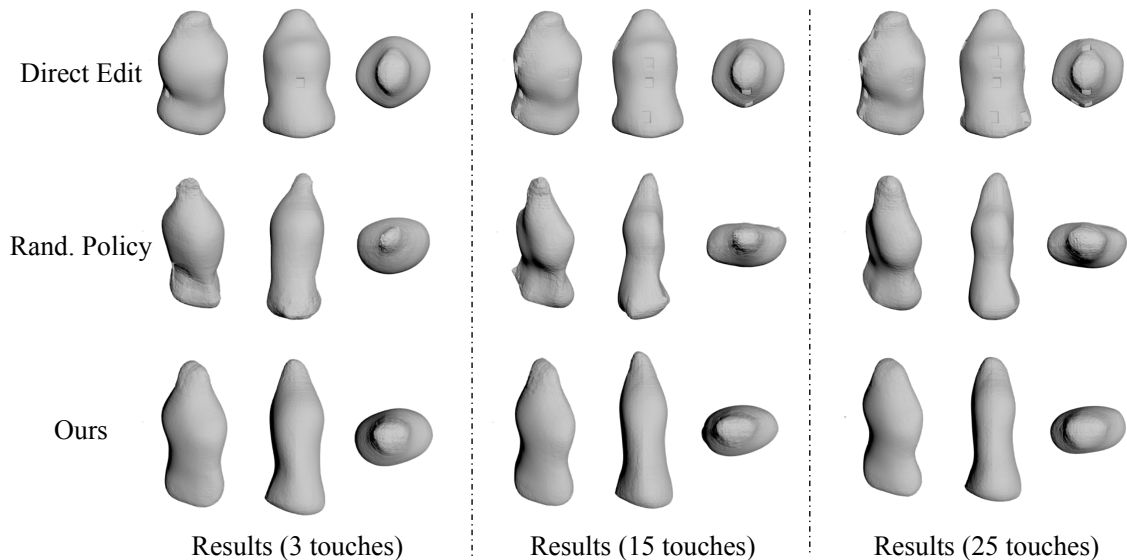 Direct Edit
Rand. Policy
Ours
Results (3 touches)
Results (15 touches)
Results (25 touches)